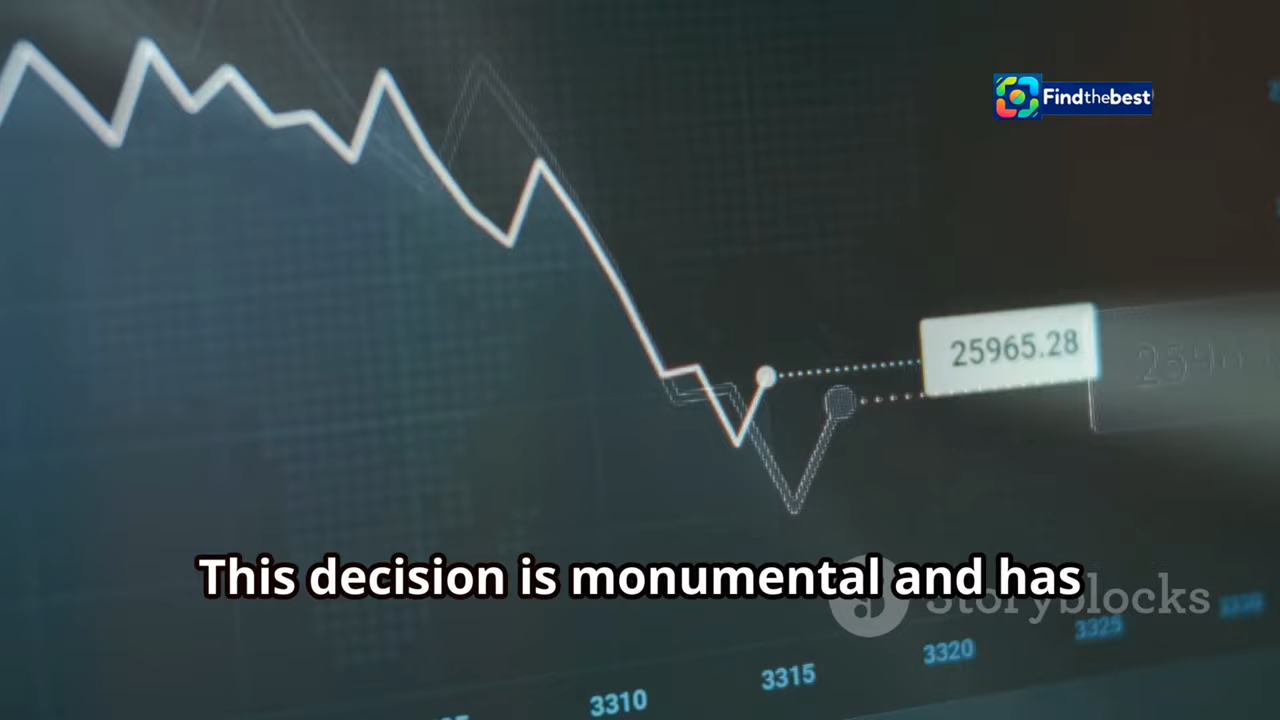 Findthebest
25965.28
This decision is monumental and has
Storyblocks
3325
3320
3315
3310